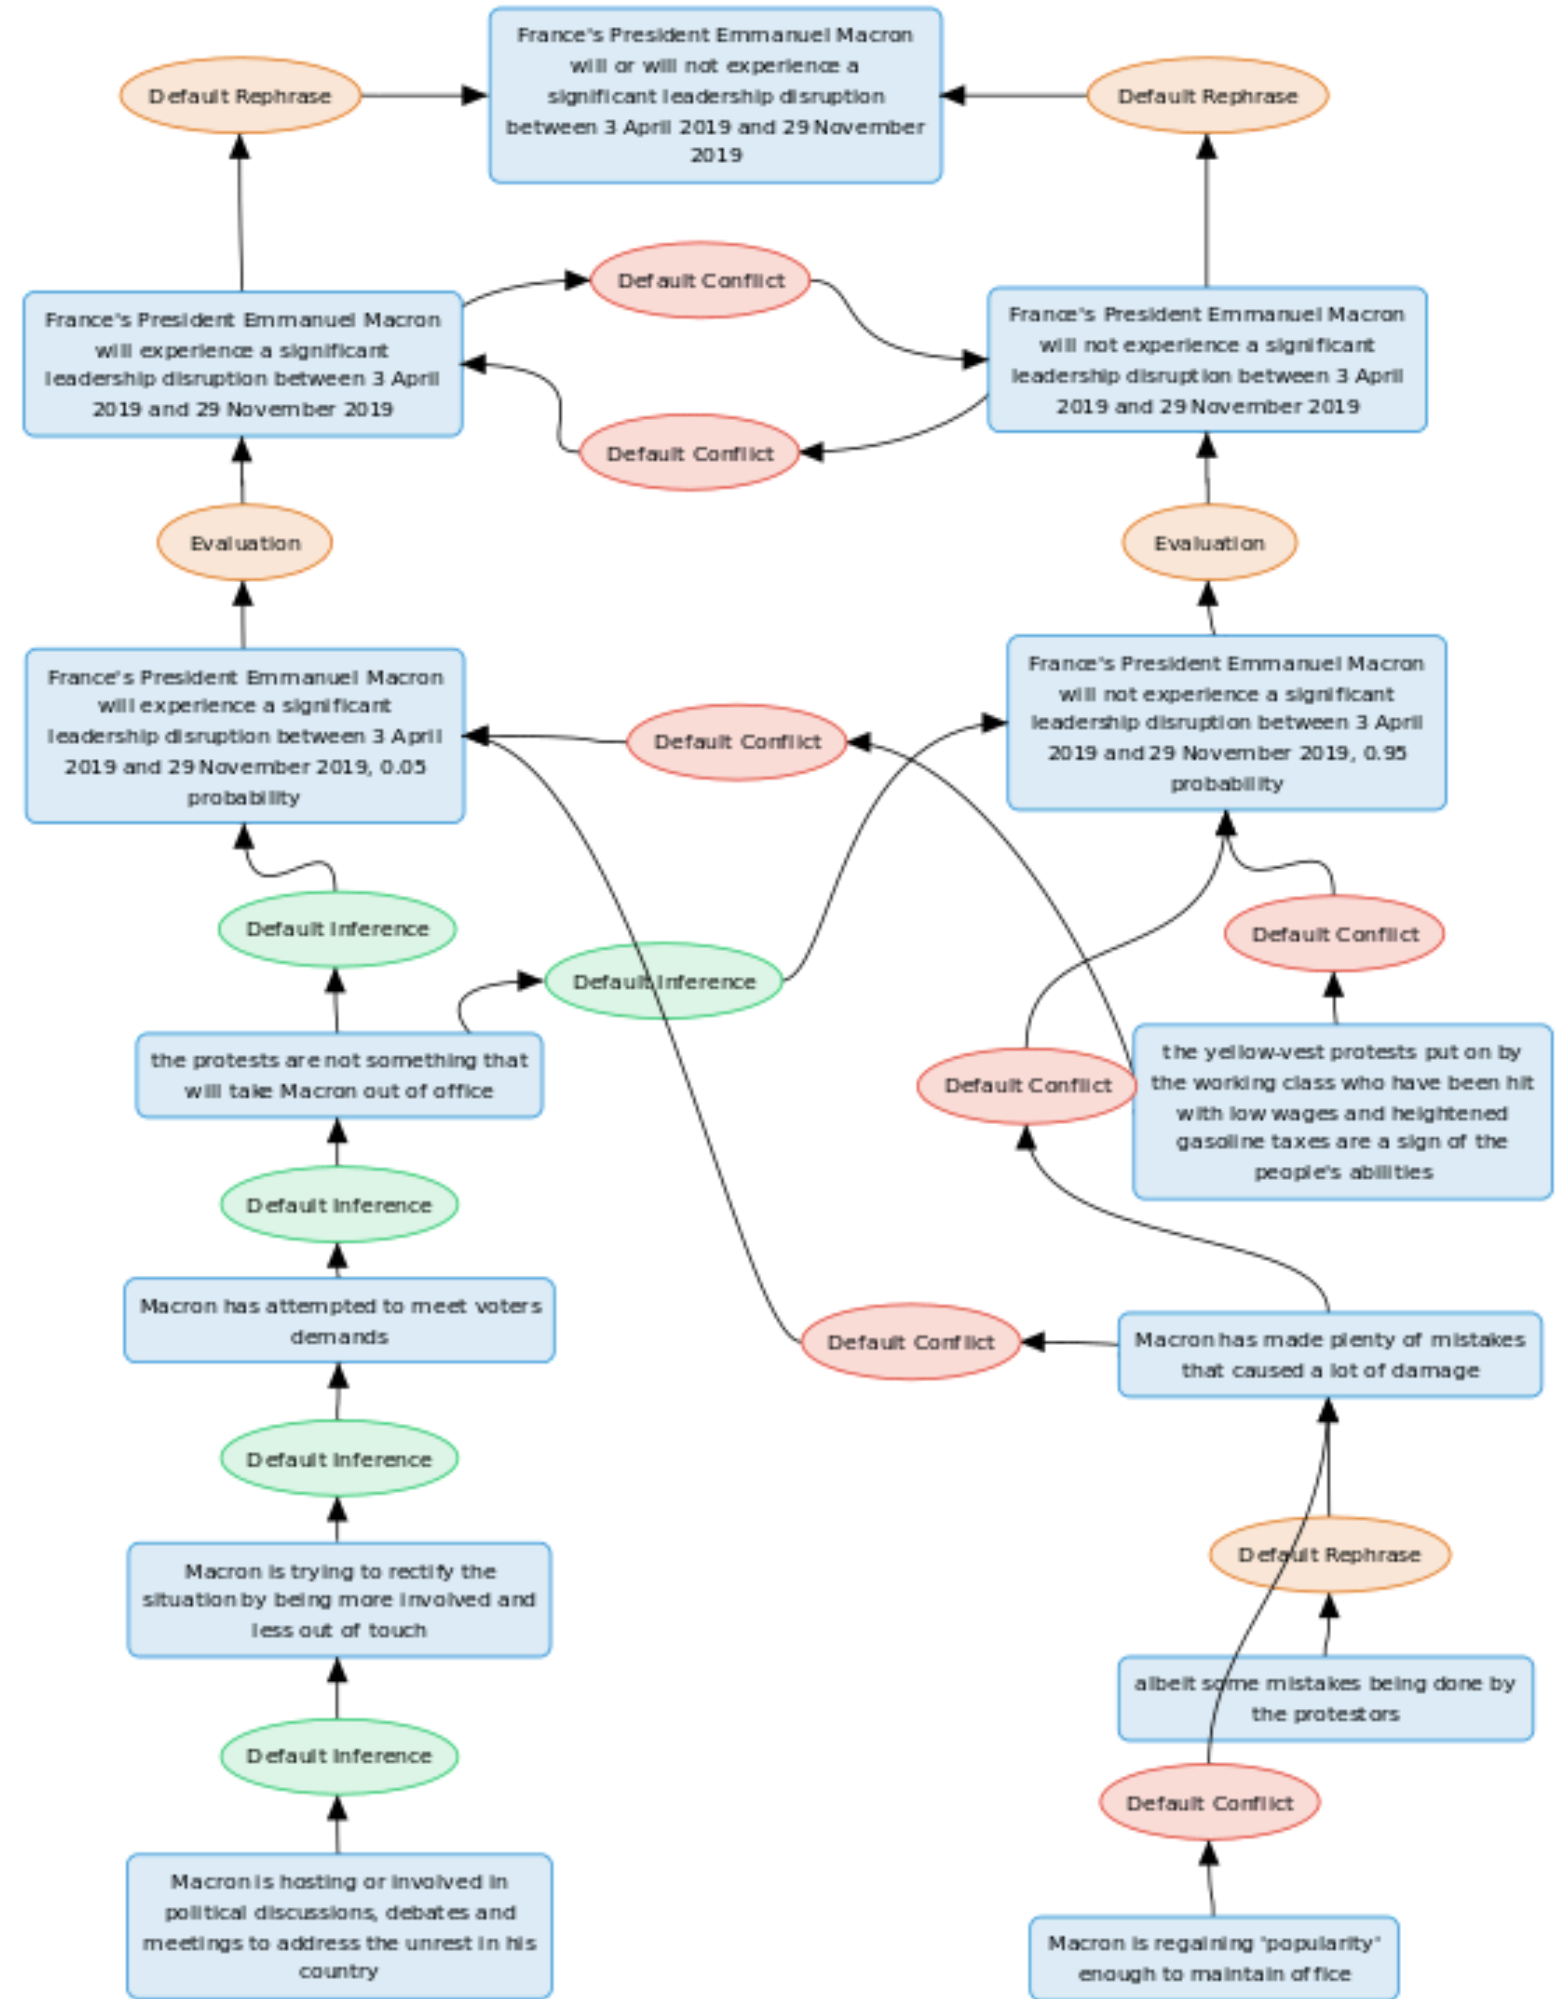 France's President Emmanuel Macron
will or will not experience a
significant leadership disruption
between 3 April 2019 and 29 November
2019
Default Rephrase
Default Rephrase
Default Conflict
France's President Emmanuel Macron
will experience a significant
leadership disruption between 3 April
2019 and 29 November 2019
France's President Emmanuel Macron
will not experience a significant
leadership disruption between 3 April
2019 and 29 November 2019
Default Conflict
Evaluation
Evaluation
France's President Emmanuel Macron
will experience a significant
leadership disruption between 3 April
2019 and 29 November 2019, 0.05
probability
Default Conflict
France's President Emmanuel Macron
will not experience a significant
leadership disruption between 3 April
2019 and 29 November 2019, 0.95
probability
Default Inference
Default Conflict
Default Inference
the protests are not something that
will take Macron out of office
Default Conflict
the yellow-vest protests put on by
the working class who have been hit
with low wages and heightened
gasoline taxes are a sign of the
people's abilities
Default Inference
Macron has attempted to meet voters
demands
Default Conflict
Macron has made plenty of mistakes
that caused a lot of damage
Default Inference
Default Rephrase
Macron is trying to rectify the
situation by being more involved and
less out of touch
albeit some mistakes being done by
the protestors
Default Inference
Default Conflict
Macron is hosting or involved in
political discussions, debates and
meetings to address the unrest in his
country
Macron is regaining 'popularity'
enough to maintain office